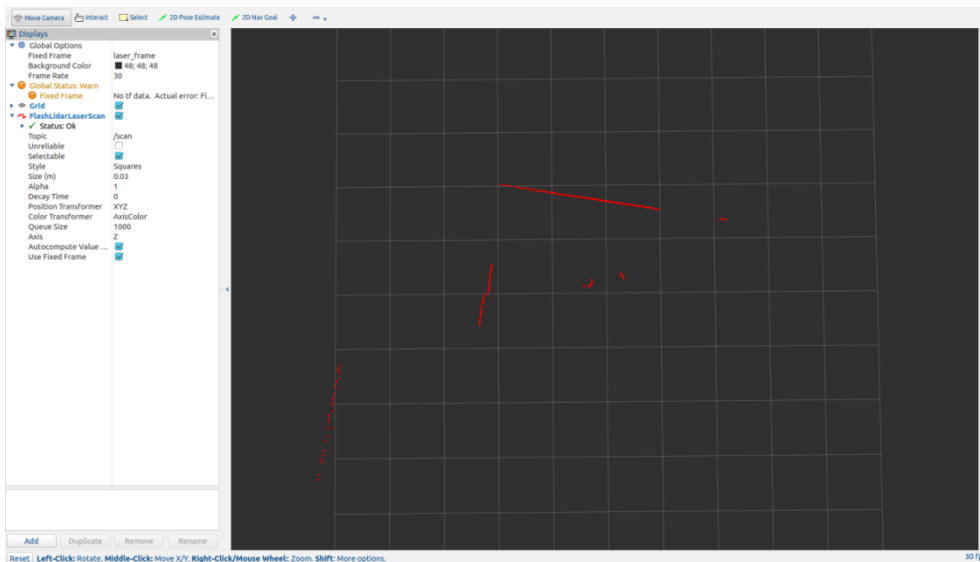 Move Camera Interact Select 2D Pose Estimate 2D Nav Goal
Displays
Global Options
Fixed Frame laser_frame
Background Color 48; 48; 48
Frame Rate 30
Global Status: Warn
Fixed Frame No tf data. Actual error: Fi...
Grid
FlashLidarLaserScan
Status: Ok
Topic /scan
Unreliable
Selectable
Style Squares
Size (m) 0.03
Alpha 1
Decay Time 0
Position Transformer XYZ
Color Transformer AxisColor
Queue Size 1000
Axis Z
Autocompute Value ...
Use Fixed Frame
Add Duplicate Remove Rename
Reset Left-Click: Rotate. Middle-Click: Move X/Y. Right-Click/Mouse Wheel: Zoom. Shift: More options. 30 fp